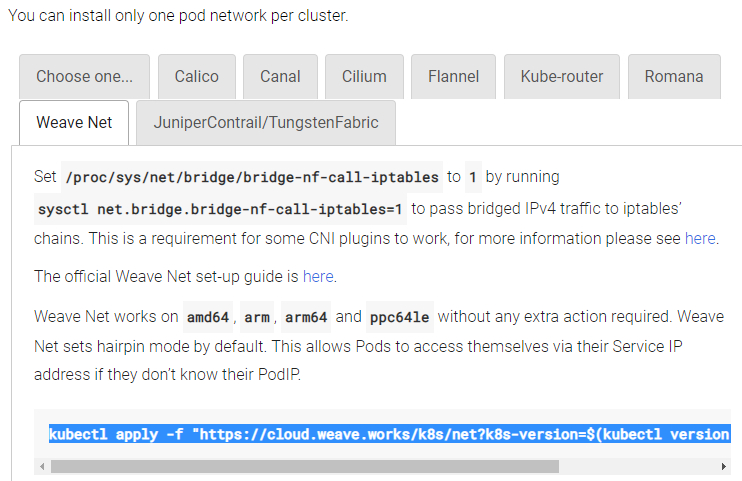 You can install only one pod network per cluster.
Choose one... Calico Canal Cilium Flannel Kube-router Romana
Weave Net JuniperContrail/TungstenFabric
Set /proc/sys/net/bridge/bridge-nf-call-iptables to 1 by running
sysctl net.bridge.bridge-nf-call-iptables=1 to pass bridged IPv4 traffic to iptables’
chains. This is a requirement for some CNI plugins to work, for more information please see here.
The official Weave Net set-up guide is here.
Weave Net works on amd64, arm, arm64 and ppc64le without any extra action required. Weave
Net sets hairpin mode by default. This allows Pods to access themselves via their Service IP
address if they don’t know their PodIP.
kubectl apply -f "https://cloud.weave.works/k8s/net?k8s-version=$(kubectl version